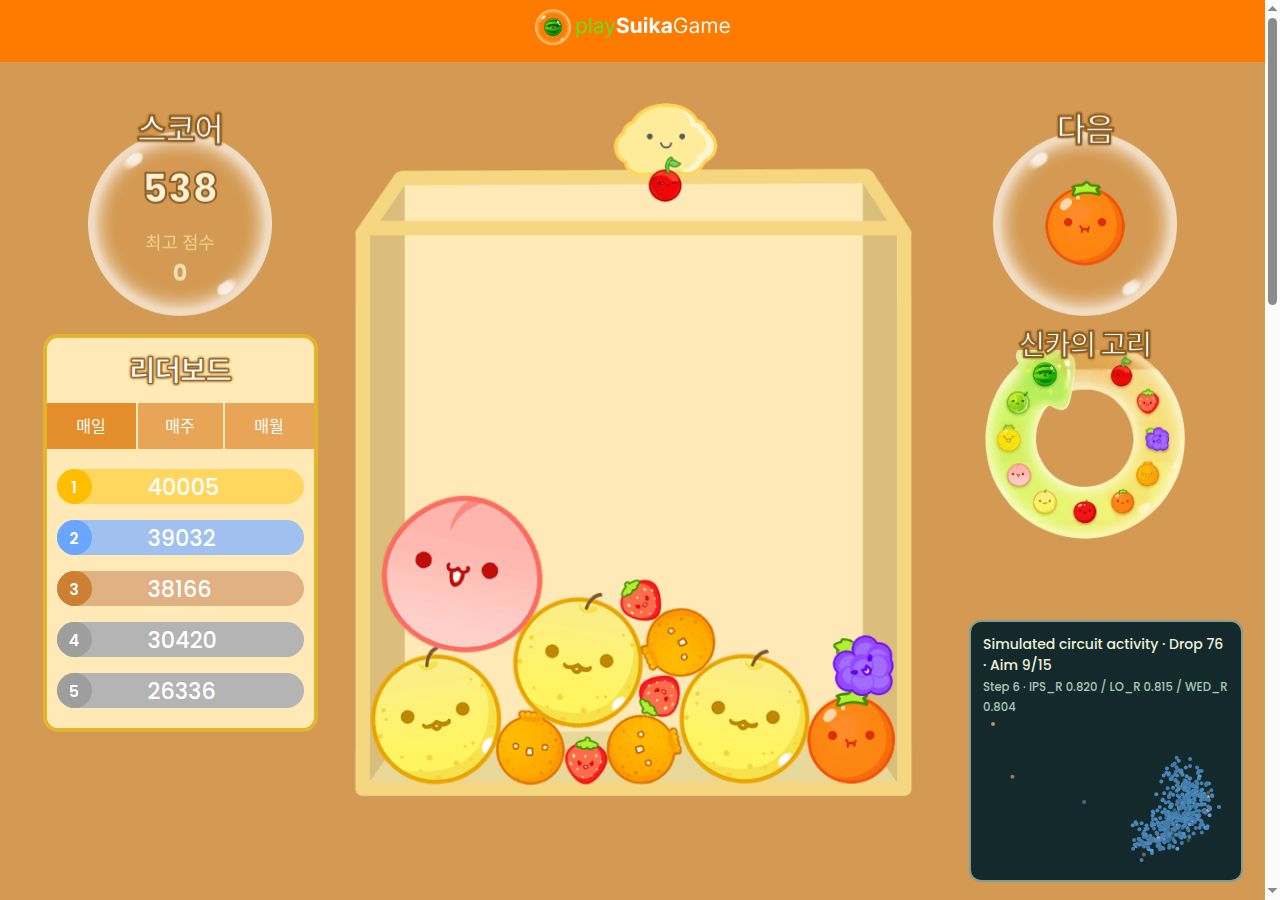 playSuikaGame
스코어
538
최고 점수
0
다음
신카의 고리
리더보드
매일
매주
매월
1 40005
2 39032
3 38166
4 30420
5 26336
Simulated circuit activity · Drop 76
· Aim 9/15
Step 6 · IPS_R 0.820 / LO_R 0.815 / WED_R
0.804